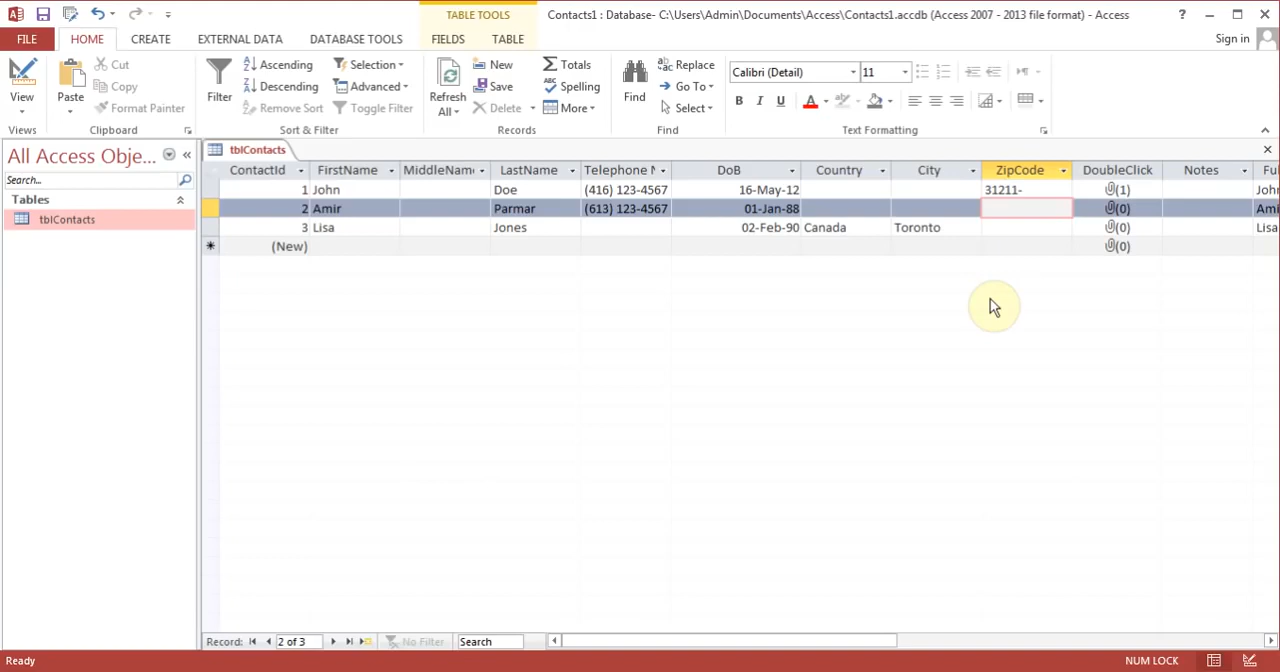 TABLE TOOLS
Contacts1 : Database- C:\Users\Admin\Documents\Access\Contacts1.accdb (Access 2007 - 2013 file format) - Access
?
FILE HOME CREATE EXTERNAL DATA DATABASE TOOLS FIELDS TABLE Sign in
View
Views
Paste
Cut
Copy
Format Painter
Clipboard
Filter
Ascending
Descending
Remove Sort
Selection
Advanced
Toggle Filter
Sort & Filter
Refresh
All
New
Save
Delete
Totals
Spelling
More
Records
Find
Replace
Go To
Select
Find
Calibri (Detail) 11
B I U A
Text Formatting
All Access Obje...
Search...
Tables
tblContacts
tblContacts
ContactId FirstName MiddleName LastName Telephone DoB Country City ZipCode DoubleClick Notes Fu
1 John Doe (416) 123-4567 16-May-12 31211- (1) John
2 Amir Parmar (613) 123-4567 01-Jan-88 (0) Ami
3 Lisa Jones 02-Feb-90 Canada Toronto (0) Lisa
(New) (0)
Record: 2 of 3 No Filter Search
Ready NUM LOCK